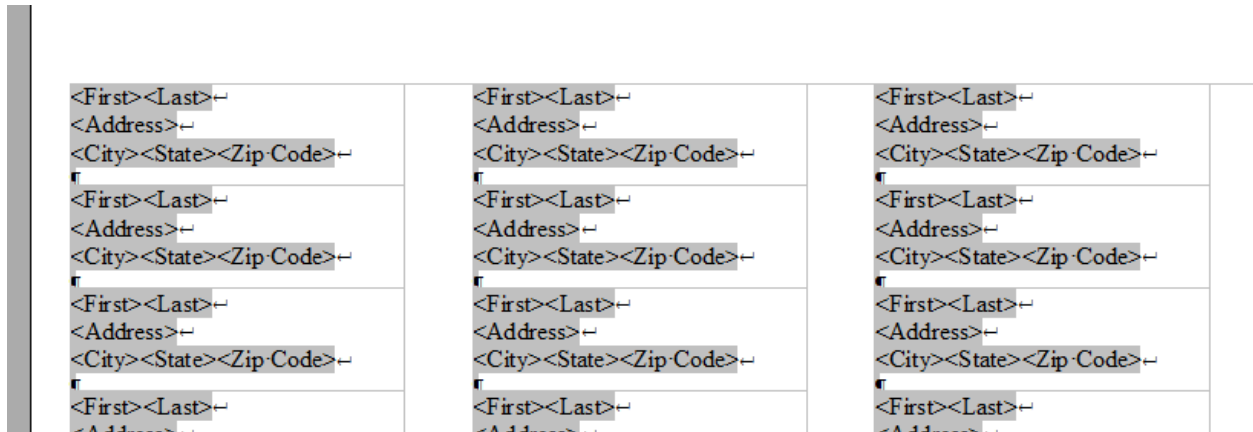 <First><Last>↵ <First><Last>↵ <First><Last>↵
<Address>↵ <Address>↵ <Address>↵
<City><State><Zip·Code>↵ <City><State><Zip·Code>↵ <City><State><Zip·Code>↵
¶ ¶ ¶
<First><Last>↵ <First><Last>↵ <First><Last>↵
<Address>↵ <Address>↵ <Address>↵
<City><State><Zip·Code>↵ <City><State><Zip·Code>↵ <City><State><Zip·Code>↵
¶ ¶ ¶
<First><Last>↵ <First><Last>↵ <First><Last>↵
<Address>↵ <Address>↵ <Address>↵
<City><State><Zip·Code>↵ <City><State><Zip·Code>↵ <City><State><Zip·Code>↵
¶ ¶ ¶
<First><Last>↵ <First><Last>↵ <First><Last>↵
<Address>↵ <Address>↵ <Address>↵